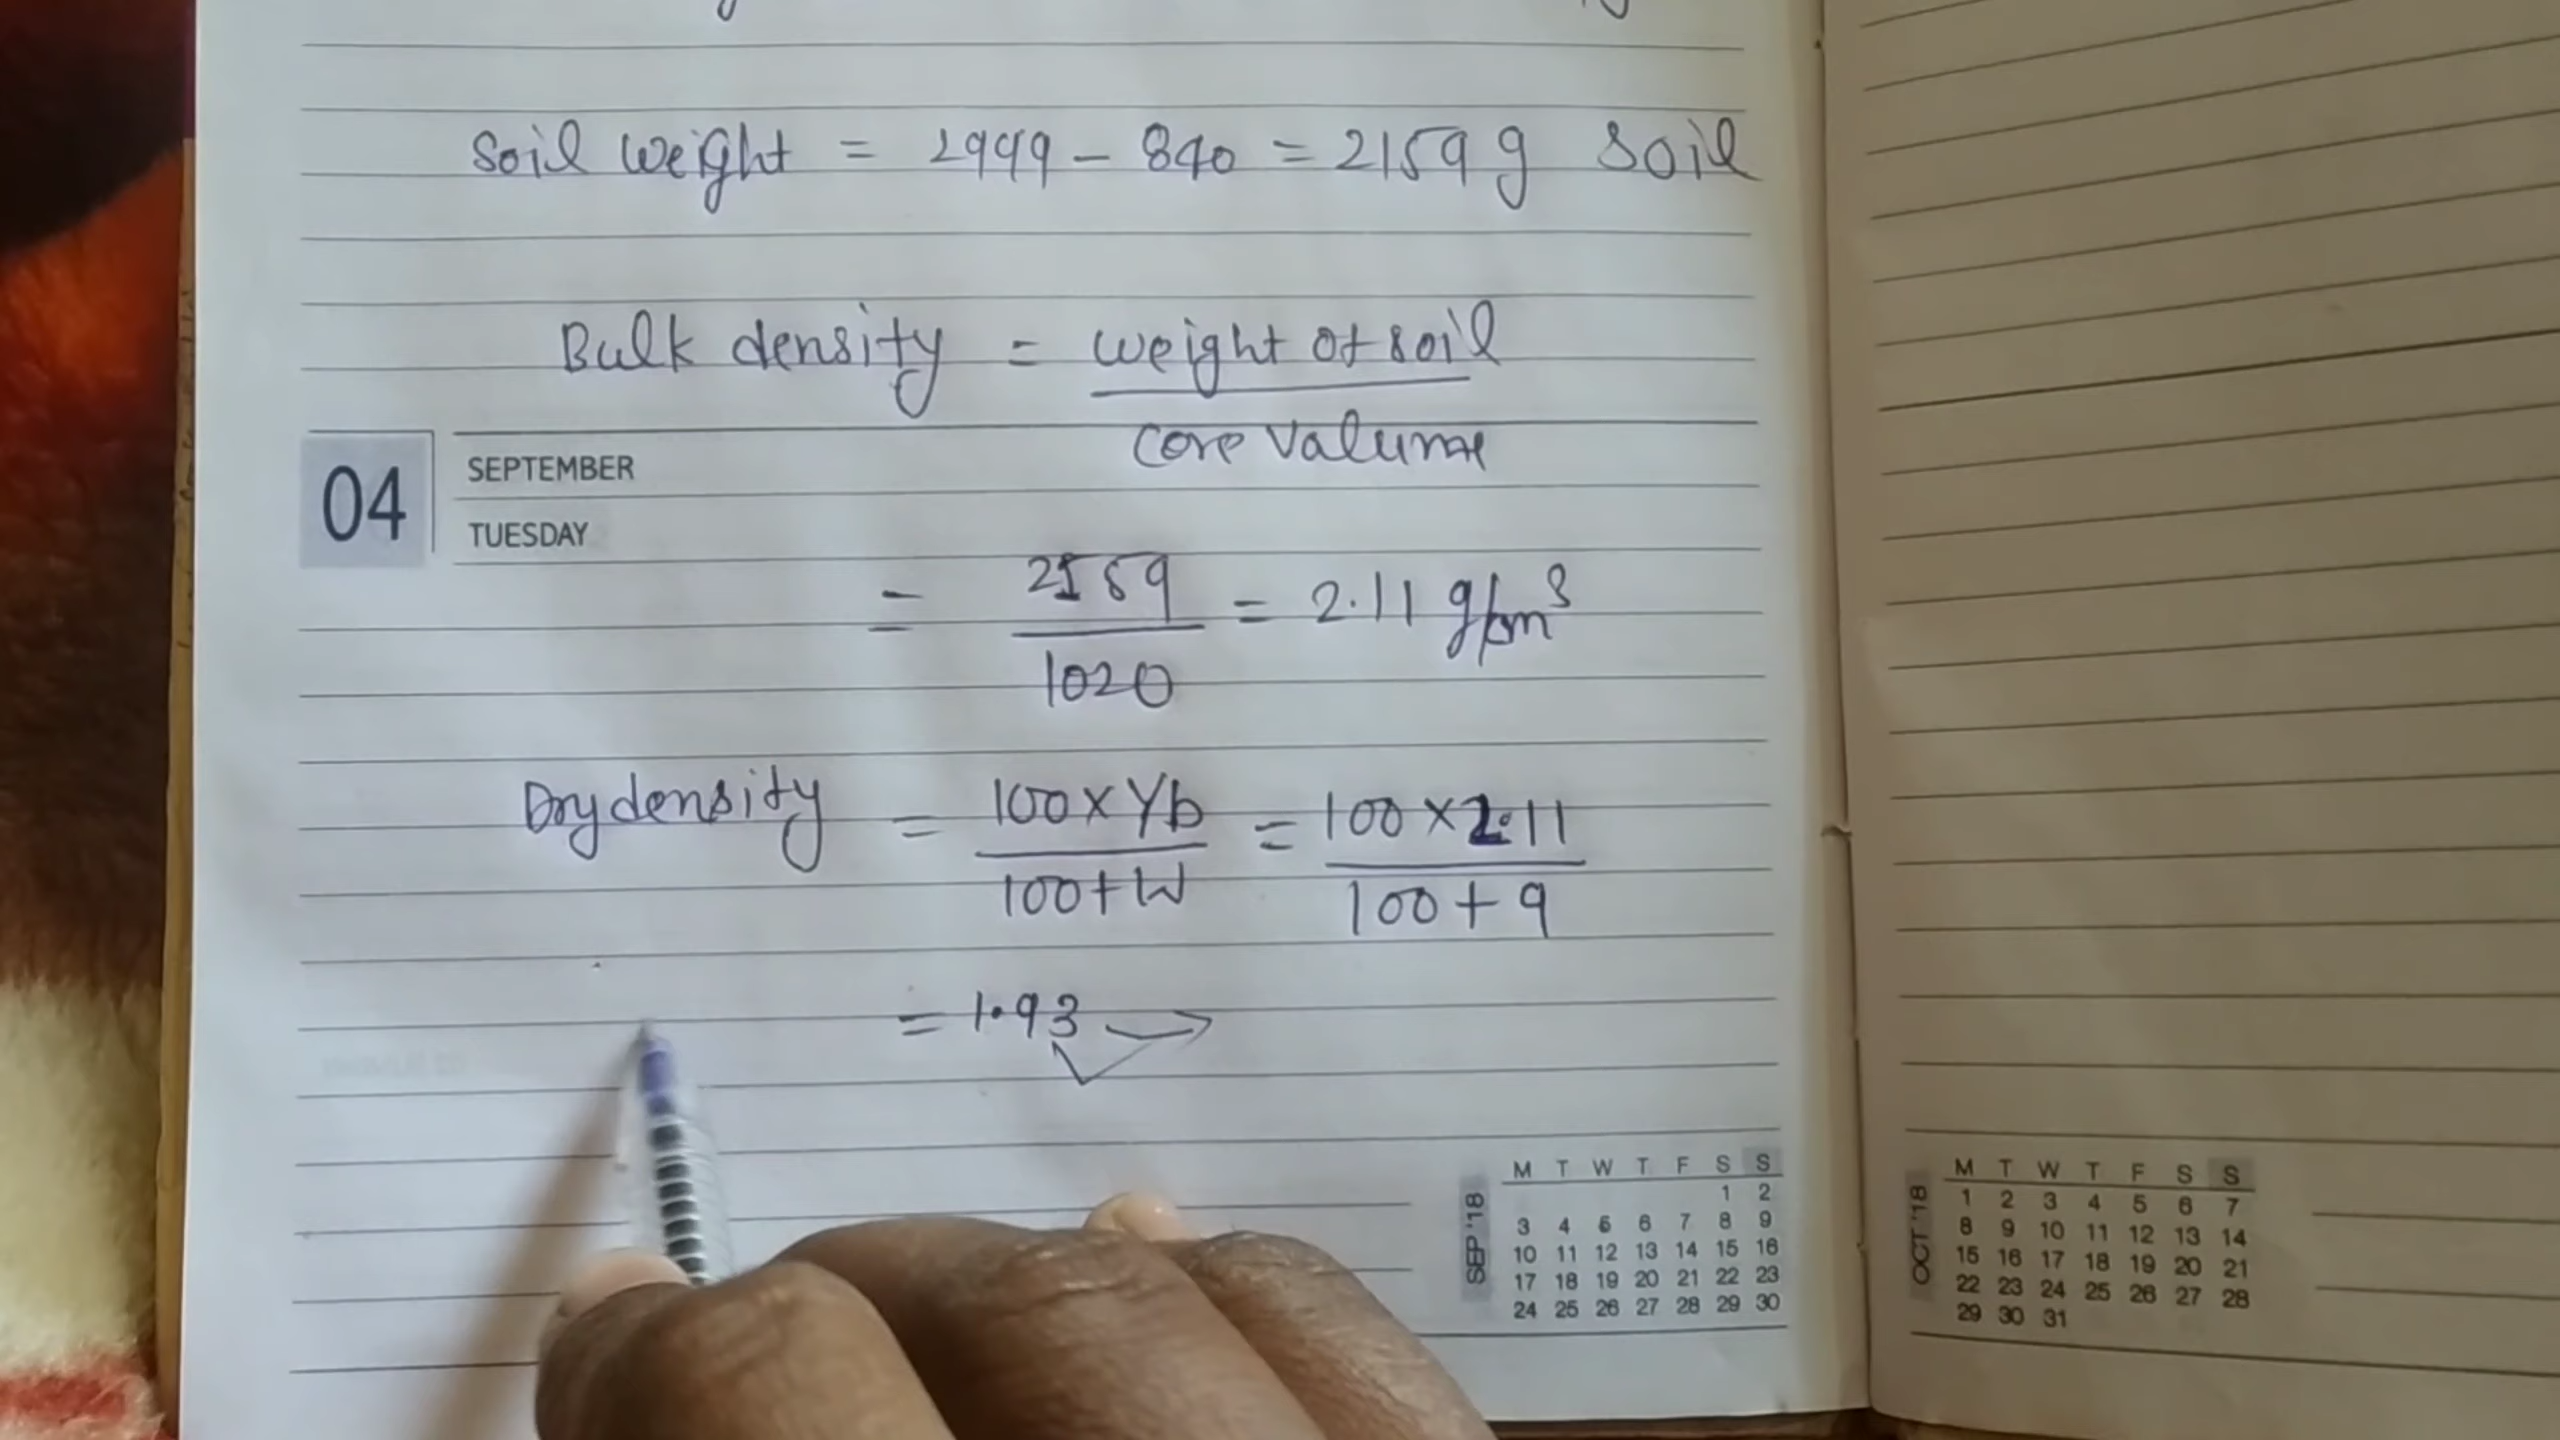 Soil weight = 2999 - 840 = 2159 g soil
Bulk density = weight of soil
core valume
04 SEPTEMBER
TUESDAY
= 2159 = 2.11 g/cm³
1020
Dry density = 100 x Yb = 100 x 2.11
100 + W 100 + 9
= 1.93
SEP '18
M T W T F S S
1 2
3 4 5 6 7 8 9
10 11 12 13 14 15 16
17 18 19 20 21 22 23
24 25 26 27 28 29 30
OCT '18
M T W T F S S
1 2 3 4 5 6 7
8 9 10 11 12 13 14
15 16 17 18 19 20 21
22 23 24 25 26 27 28
29 30 31